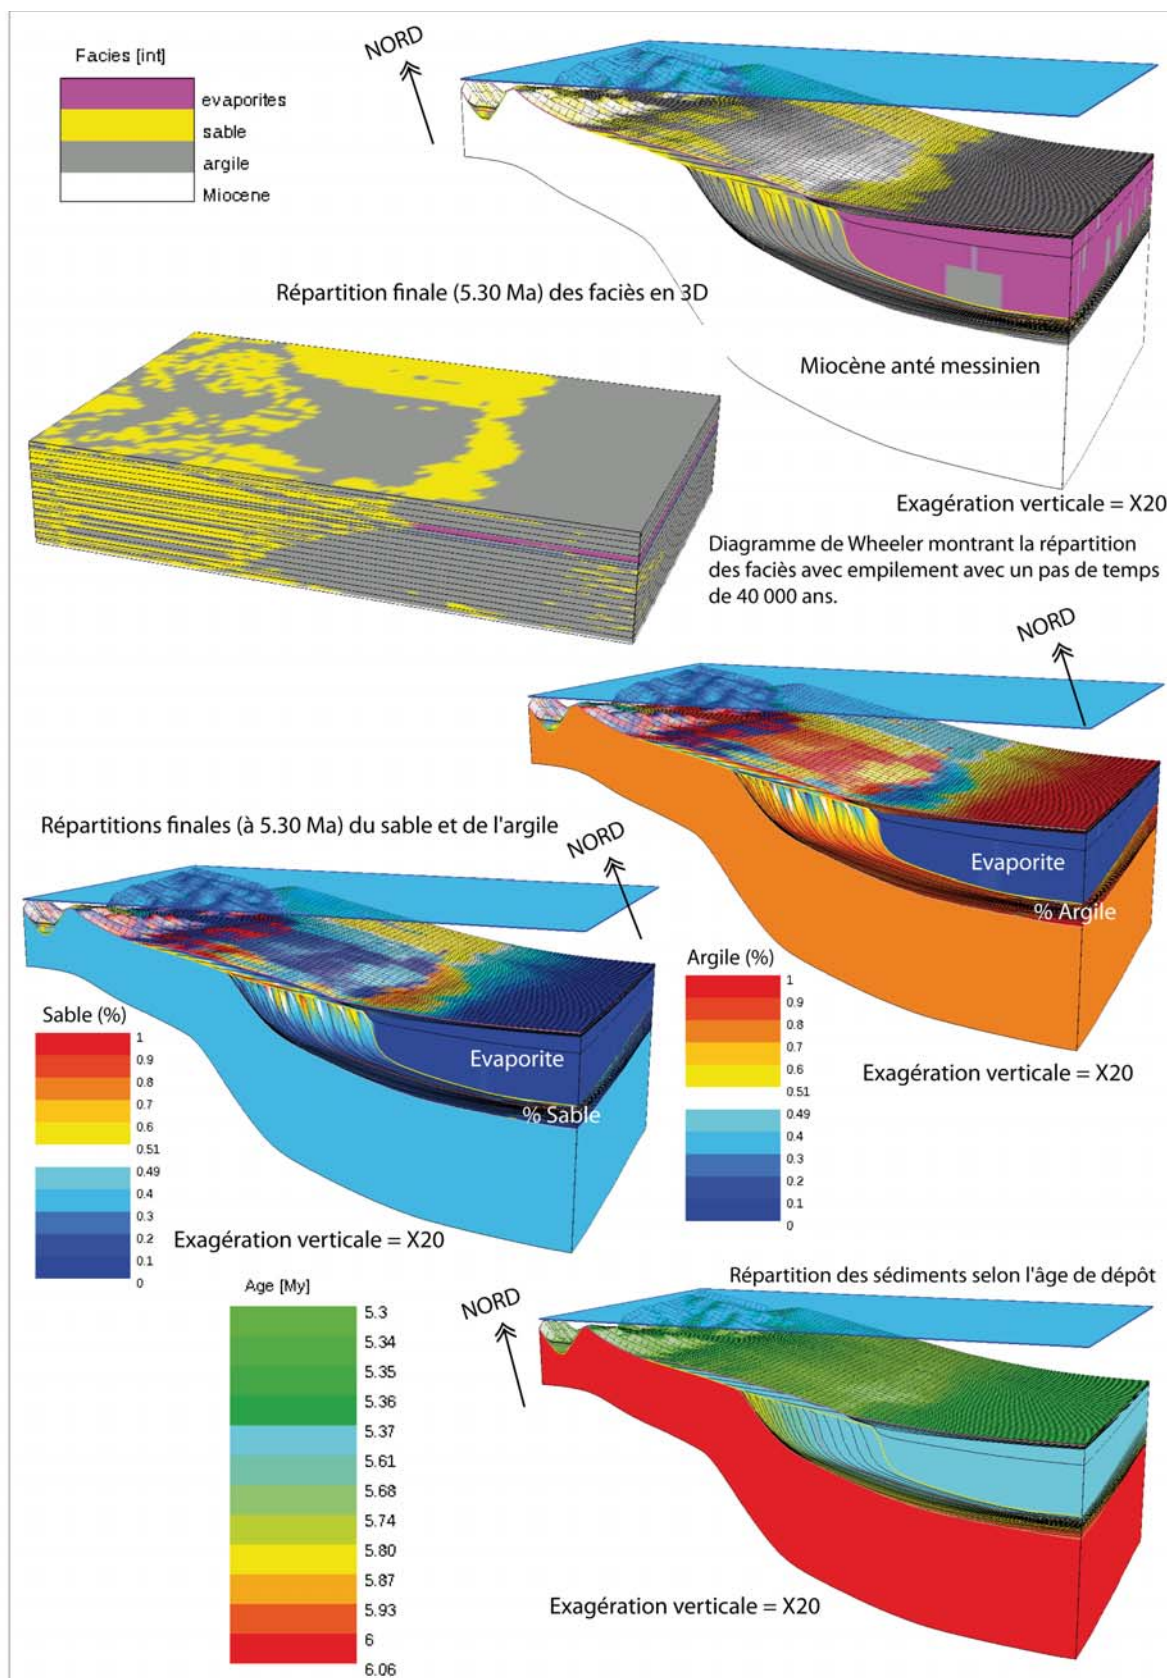 NORD
Facies [int]
evaporites
sable
argile
Miocene
Répartition finale (5.30 Ma) des faciès en 3D
Miocène anté messinien
Exagération verticale = X20
Diagramme de Wheeler montrant la répartition
des faciès avec empilement avec un pas de temps
de 40 000 ans.
NORD
Répartitions finales (à 5.30 Ma) du sable et de l'argile
NORD
Evaporite
% Argile
Argile (%)
1
0.9
0.8
0.7
0.6
0.51
0.49
0.4
0.3
0.2
0.1
0
Exagération verticale = X20
Sable (%)
1
0.9
0.8
0.7
0.6
0.51
0.49
0.4
0.3
0.2
0.1
0
Evaporite
% Sable
Exagération verticale = X20
Répartition des sédiments selon l'âge de dépôt
Age [My]
5.3
5.34
5.35
5.36
5.37
5.61
5.68
5.74
5.80
5.87
5.93
6
6.06
NORD
Exagération verticale = X20